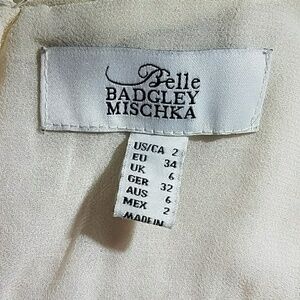 Belle
BADGLEY
MISCHKA
US/CA 2
EU 34
UK 6
GER 32
AUS 6
MEX 2
MADE IN